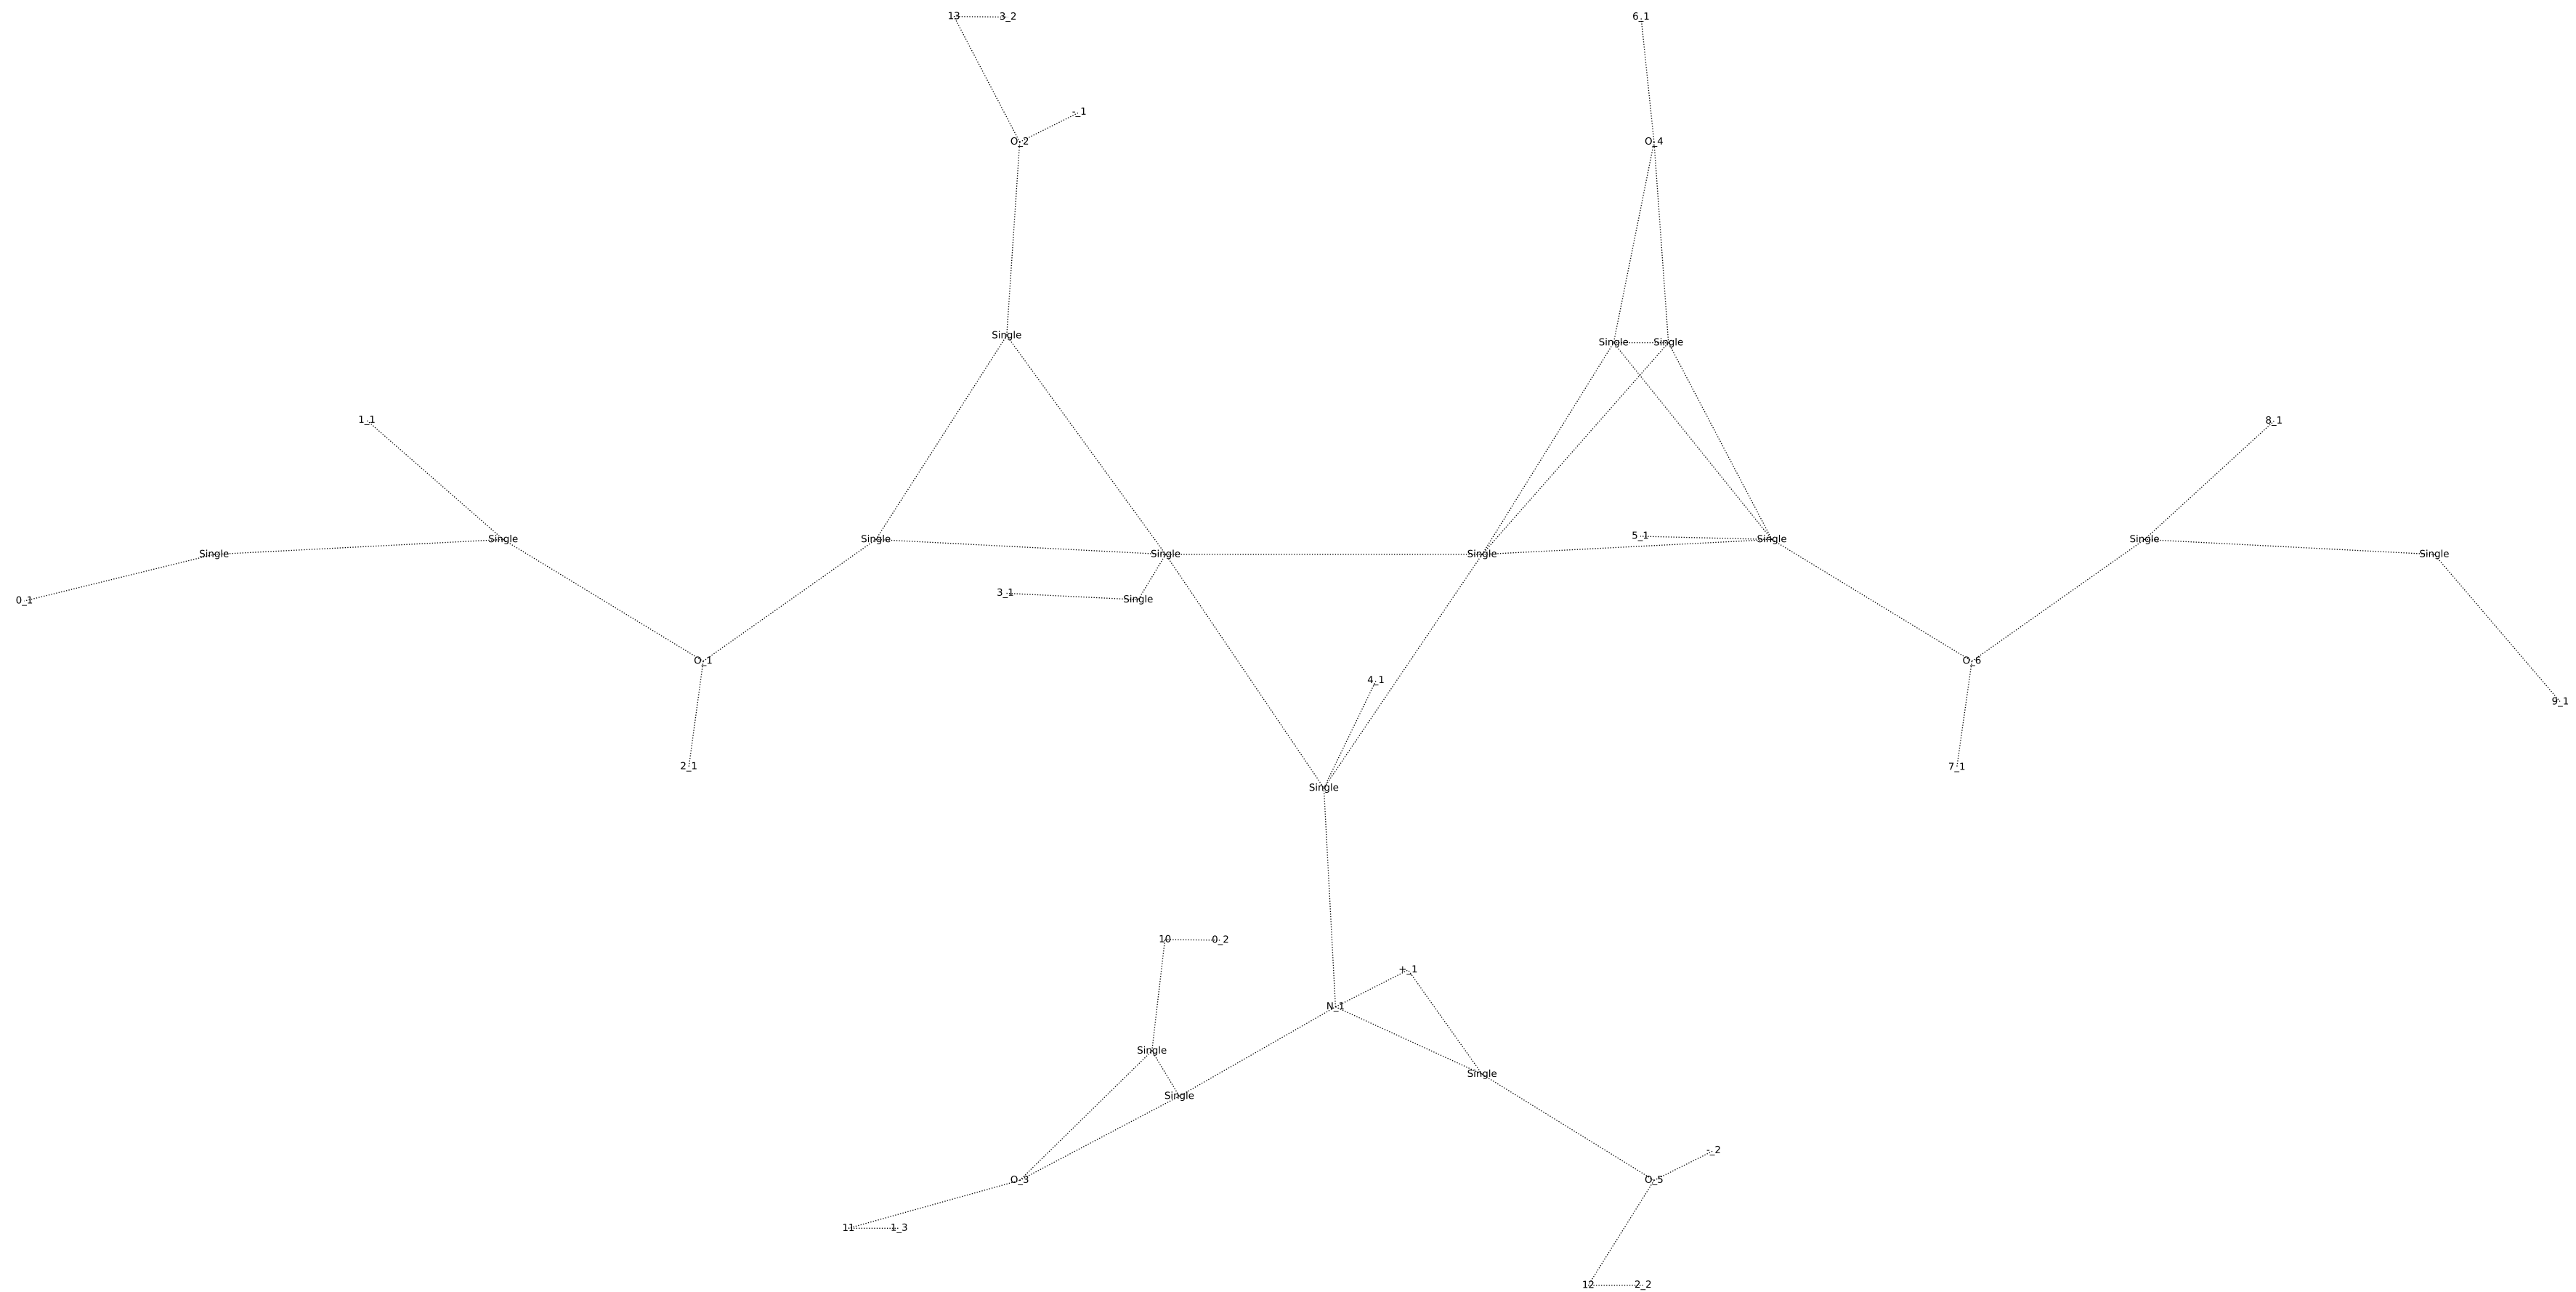 13 3_2 6_1
-_1
O_2 O_4
Single
Single Single
1_1 8_1
5_1
Single Single Single Single Single
Single Single Single Single
3_1 Single
0_1
O_1 O_6
4_1
9_1
2_1 7_1
Single
10 0_2
+_1
N_1
Single
Single
Single
-_2
O_3 O_5
11 1_3
12 2_2